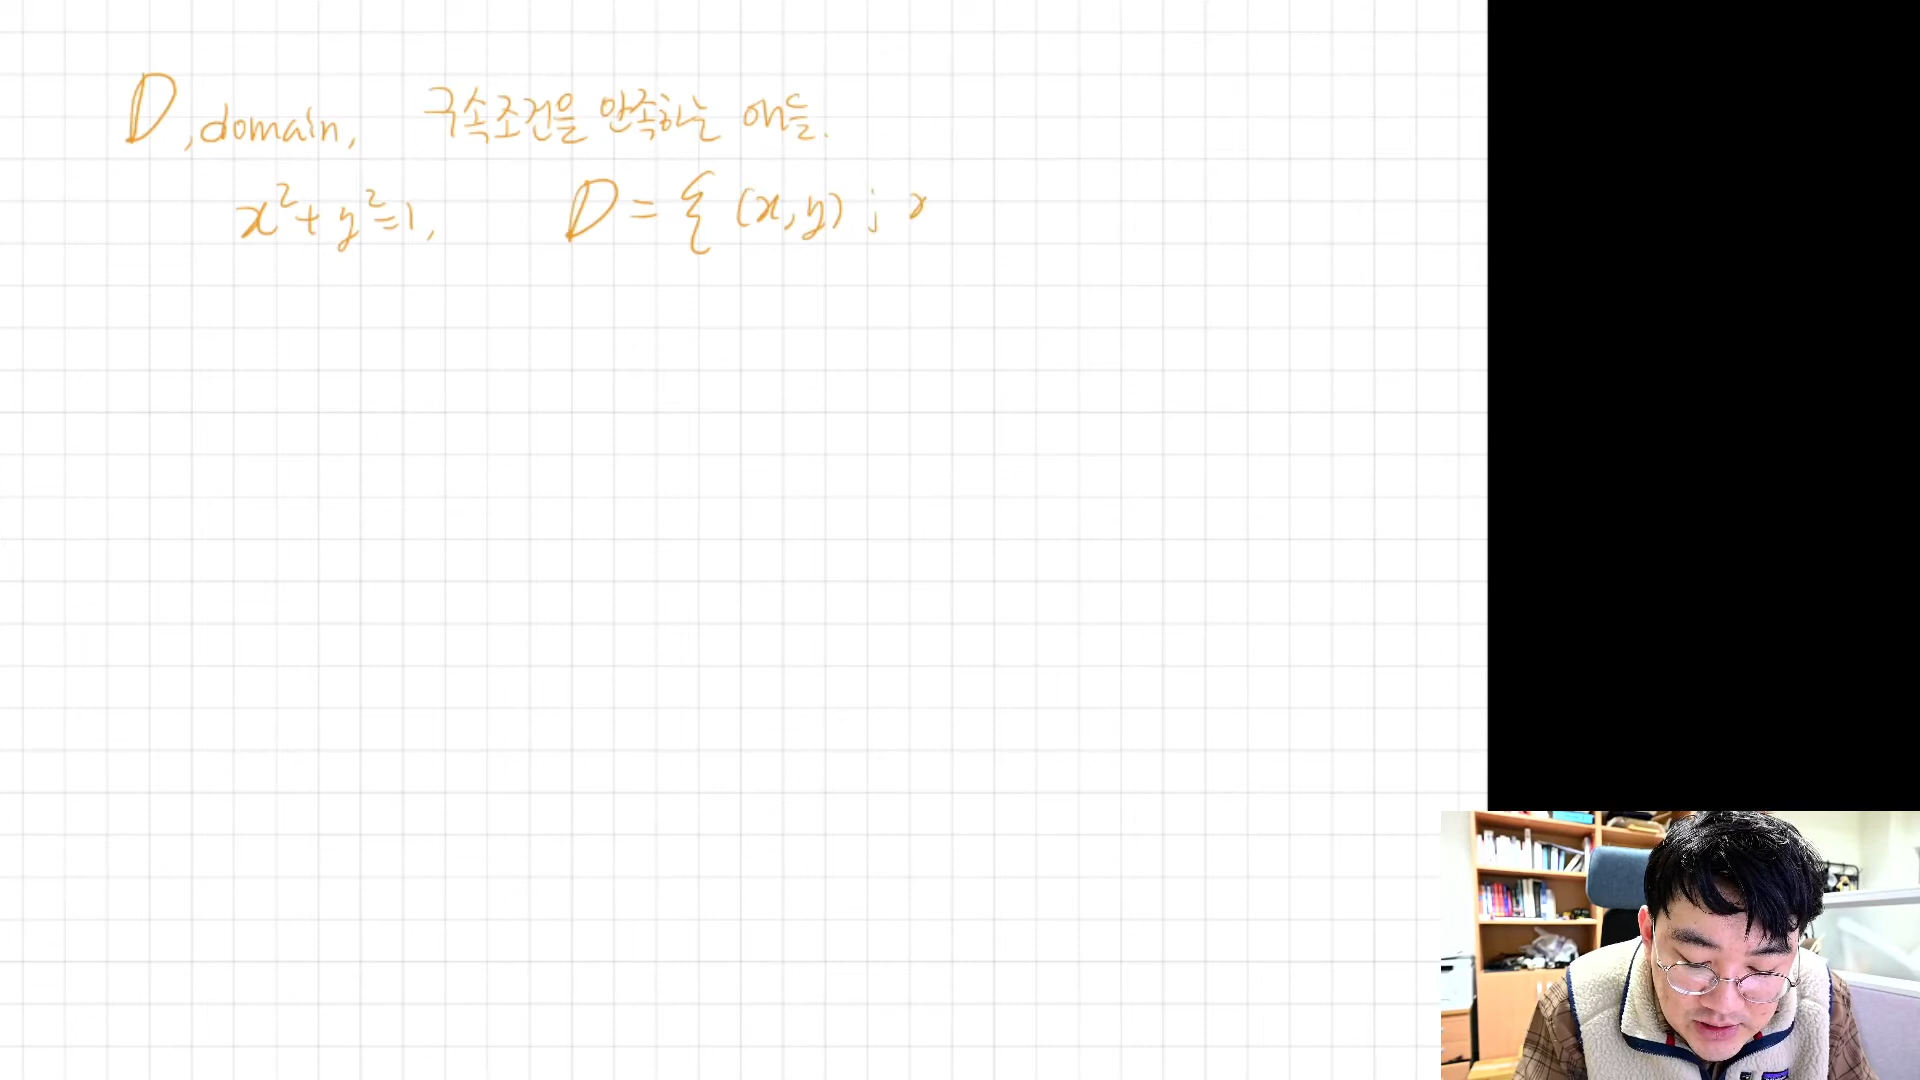 D, domain, 구속조건을 만족하는 애들.
x²+y²=1, D = { (x,y) ; x